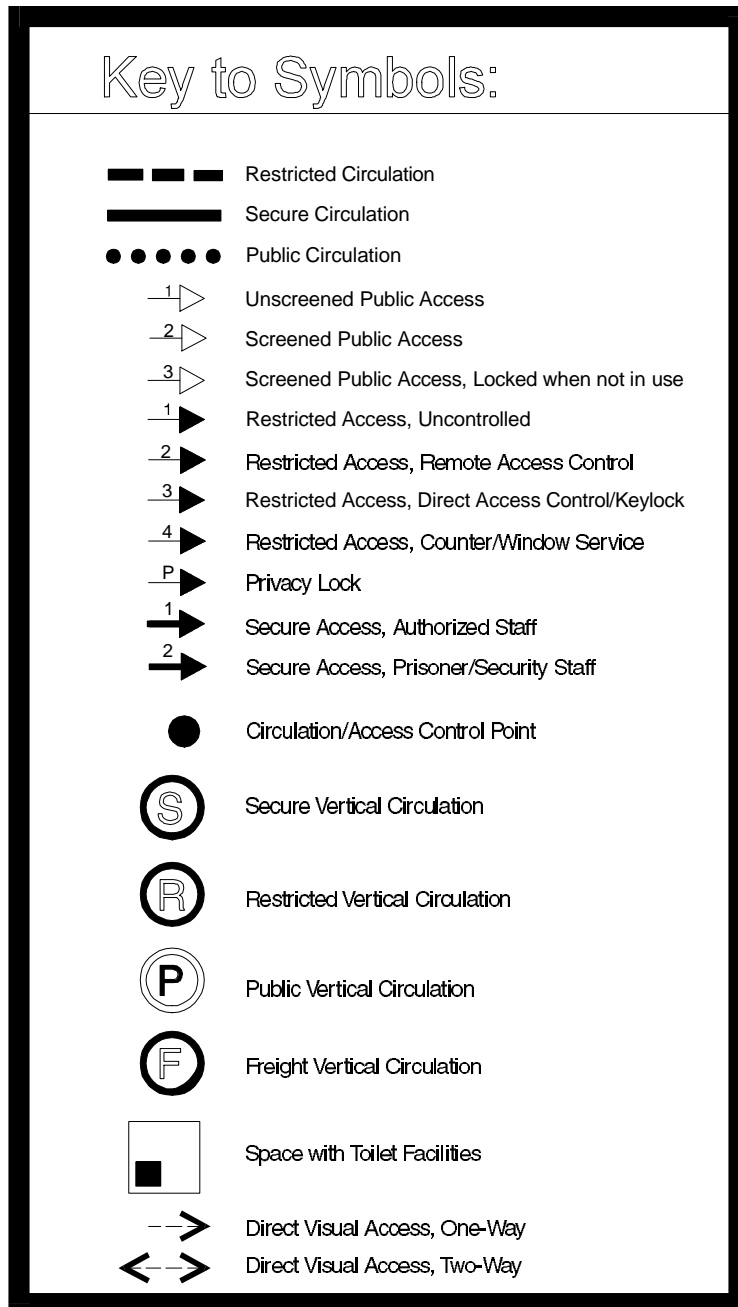 Key to Symbols:
Restricted Circulation
Secure Circulation
Public Circulation
1 Unscreened Public Access
2 Screened Public Access
3 Screened Public Access, Locked when not in use
1 Restricted Access, Uncontrolled
2 Restricted Access, Remote Access Control
3 Restricted Access, Direct Access Control/Keylock
4 Restricted Access, Counter/Window Service
P Privacy Lock
1 Secure Access, Authorized Staff
2 Secure Access, Prisoner/Security Staff
Circulation/Access Control Point
S Secure Vertical Circulation
R Restricted Vertical Circulation
P Public Vertical Circulation
F Freight Vertical Circulation
Space with Toilet Facilities
Direct Visual Access, One-Way
Direct Visual Access, Two-Way